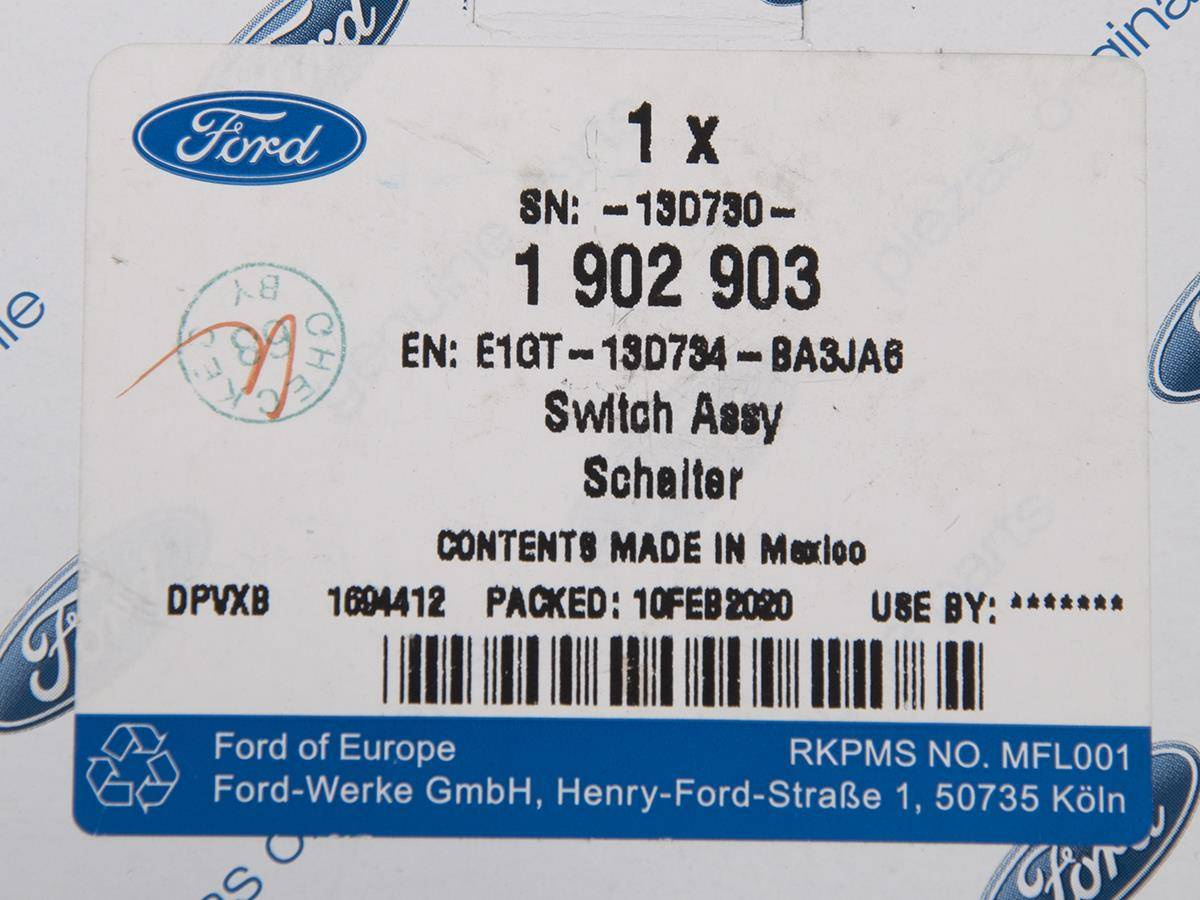 Ford
1 x
SN: -13D730-
1 902 903
EN: E1GT-13D734-BA3JA6
CHECKED BY
Switch Assy
Schalter
CONTENTS MADE IN Mexico
DPVXB 1694412 PACKED: 10FEB2020 USE BY: *******
Ford of Europe RKPMS NO. MFL001
Ford-Werke GmbH, Henry-Ford-Straße 1, 50735 Köln